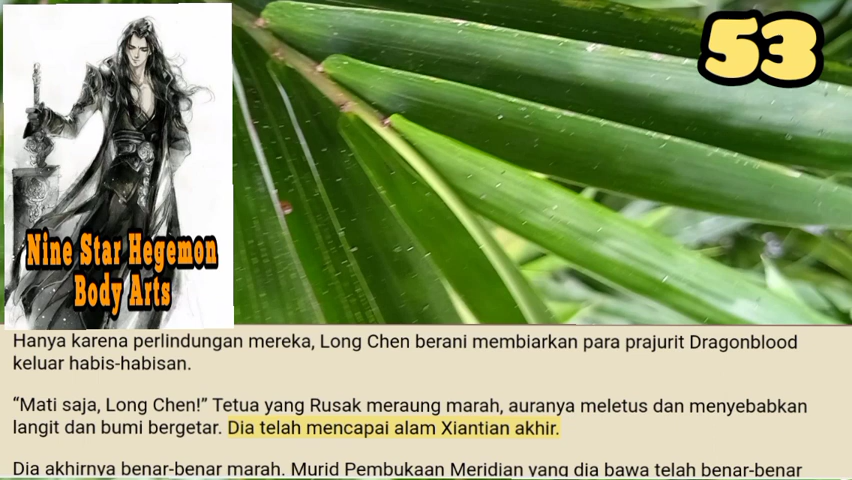 53
Nine Star Hegemon
Body Arts
Hanya karena perlindungan mereka, Long Chen berani membiarkan para prajurit Dragonblood
keluar habis-habisan.
“Mati saja, Long Chen!” Tetua yang Rusak meraung marah, auranya meletus dan menyebabkan
langit dan bumi bergetar. Dia telah mencapai alam Xiantian akhir.
Dia akhirnya benar-benar marah. Murid Pembukaan Meridian yang dia bawa telah benar-benar